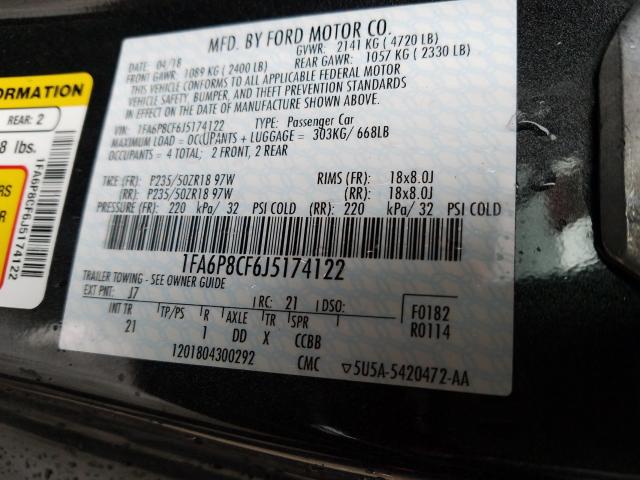 MFD. BY FORD MOTOR CO.
04/18 GVWR: 2141 KG ( 4720 LB)
FRONT GAWR: 1089 KG ( 2400 LB) REAR GAWR: 1057 KG ( 2330 LB)
THIS VEHICLE CONFORMS TO ALL APPLICABLE FEDERAL MOTOR
VEHICLE SAFETY, BUMPER, AND THEFT PREVENTION STANDARDS
IN EFFECT ON THE DATE OF MANUFACTURE SHOWN ABOVE.
VIN: 1FA6P8CF6J5174122 TYPE: Passenger Car
MAXIMUM LOAD = OCCUPANTS + LUGGAGE = 303KG/ 668LB
OCCUPANTS = 4 TOTAL; 2 FRONT, 2 REAR
TIRE (FR): P235/50ZR18 97W RIMS (FR): 18x8.0J
(RR): P235/50ZR18 97W (RR): 18x8.0J
PRESSURE (FR): 220 kPa/ 32 PSI COLD (RR): 220 kPa/ 32 PSI COLD
1FA6P8CF6J5174122
TRAILER TOWING - SEE OWNER GUIDE
EXT PNT: J7 RC: 21 DSO:
INT TR TP/PS R AXLE TR SPR F0182
21 1 DD X CCBB R0114
1201804300292 CMC ▽5U5A-5420472-AA
ORMATION
REAR: 2
8 lbs.
1FA6P8CF6J5174122